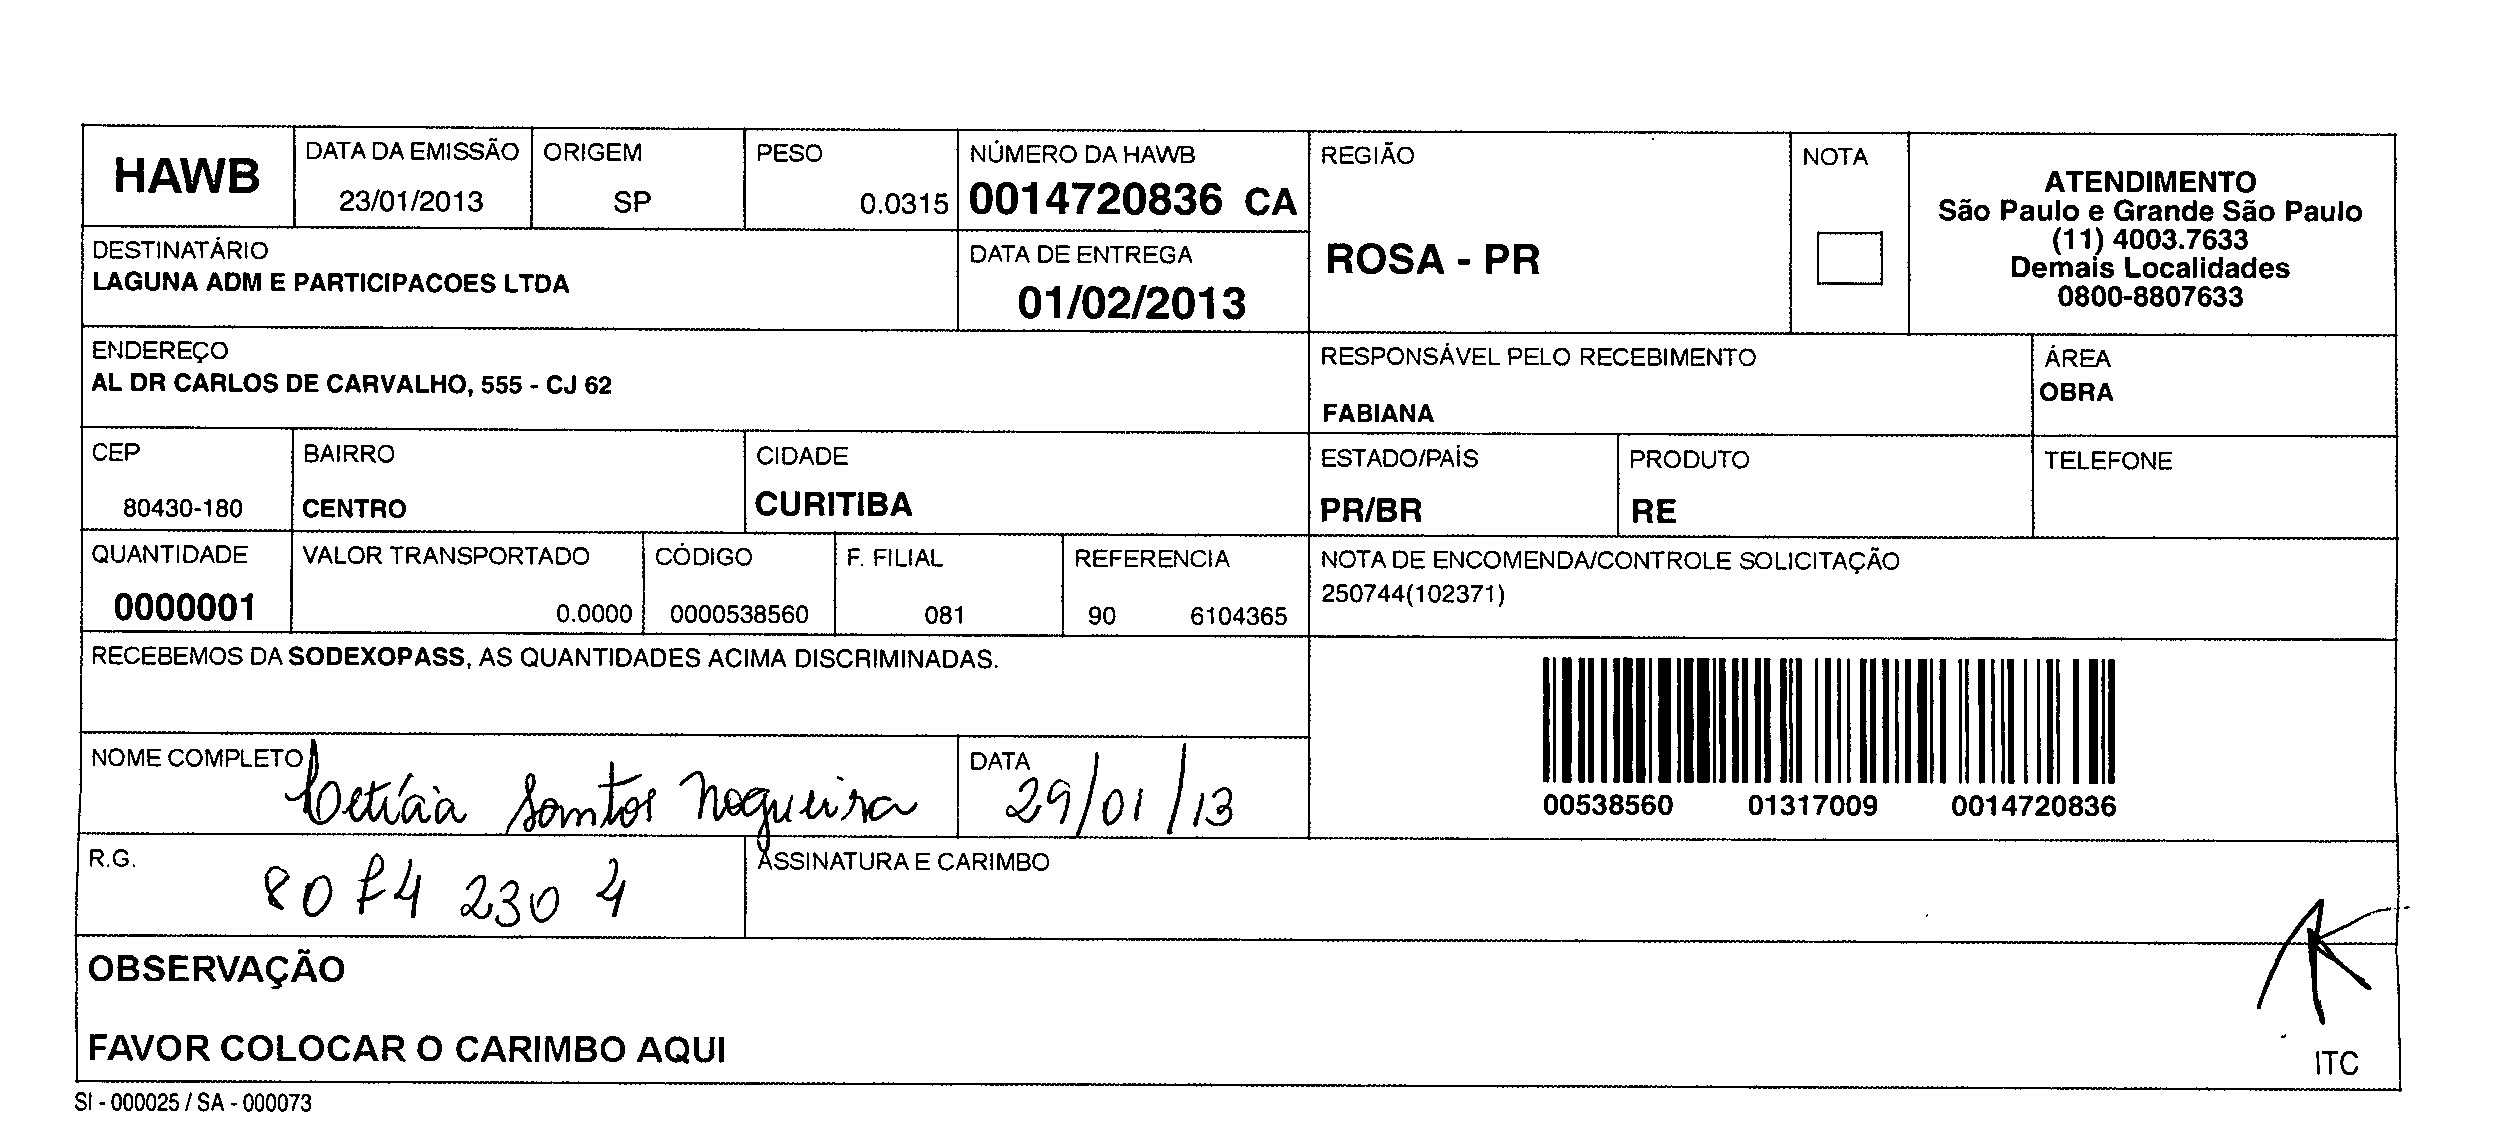 HAWB
DATA DA EMISSÃO
23/01/2013
ORIGEM
SP
PESO
0.0315
NÚMERO DA HAWB
0014720836 CA
REGIÃO
ROSA - PR
NOTA
ATENDIMENTO
São Paulo e Grande São Paulo
(11) 4003.7633
Demais Localidades
0800-8807633
DESTINATÁRIO
LAGUNA ADM E PARTICIPACOES LTDA
DATA DE ENTREGA
01/02/2013
ENDEREÇO
AL DR CARLOS DE CARVALHO, 555 - CJ 62
RESPONSÁVEL PELO RECEBIMENTO
FABIANA
ÁREA
OBRA
CEP
80430-180
BAIRRO
CENTRO
CIDADE
CURITIBA
ESTADO/PAÍS
PR/BR
PRODUTO
RE
TELEFONE
QUANTIDADE
0000001
VALOR TRANSPORTADO
0.0000
CÓDIGO
0000538560
F. FILIAL
081
REFERENCIA
90 6104365
NOTA DE ENCOMENDA/CONTROLE SOLICITAÇÃO
250744(102371)
RECEBEMOS DA SODEXOPASS, AS QUANTIDADES ACIMA DISCRIMINADAS.
00538560 01317009 0014720836
NOME COMPLETO
Santos Nogueira
DATA
29/01/13
R.G.
8074 230 4
ASSINATURA E CARIMBO
OBSERVAÇÃO
FAVOR COLOCAR O CARIMBO AQUI
ITC
SI - 000025 / SA - 000073